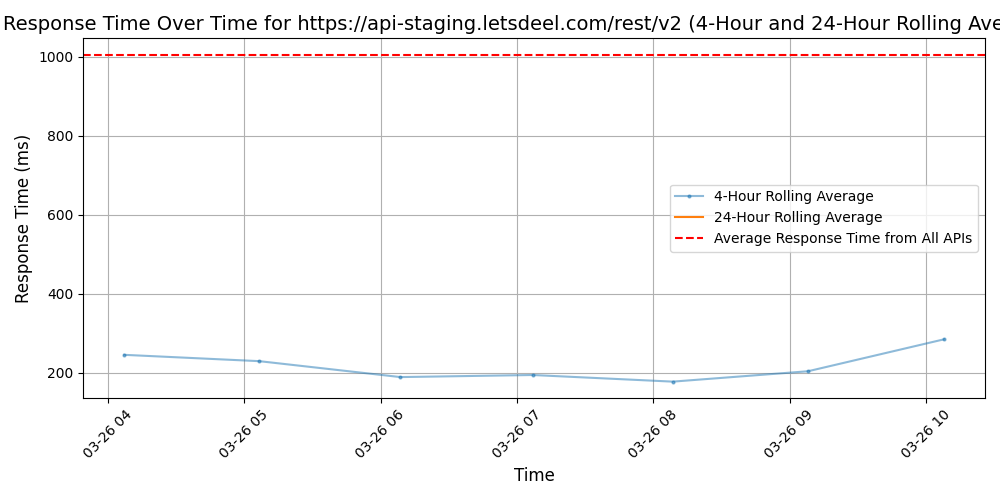 Response Time Over Time for https://api-staging.letsdeel.com/rest/v2 (4-Hour and 24-Hour Rolling Ave
1000
800
600
400
200
Response Time (ms)
4-Hour Rolling Average
24-Hour Rolling Average
Average Response Time from All APIs
03-26 04
03-26 05
03-26 06
03-26 07
03-26 08
03-26 09
03-26 10
Time